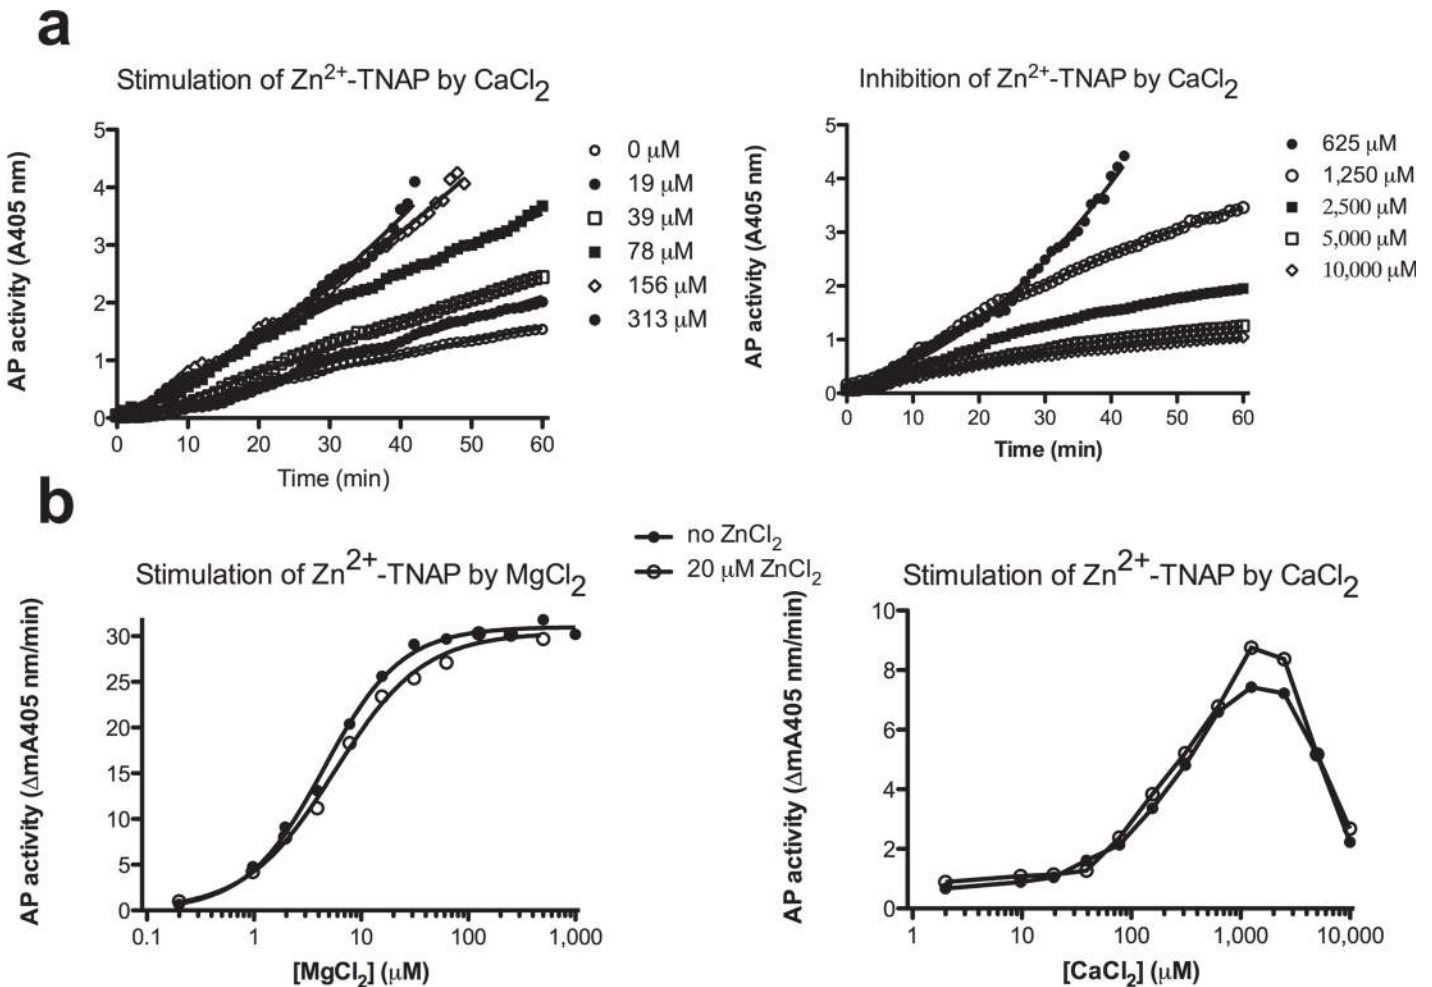 a
Stimulation of Zn2+-TNAP by CaCl2
AP activity (A405 nm)
5
4
3
2
1
0
0 10 20 30 40 50 60
Time (min)
0 μM
19 μM
39 μM
78 μM
156 μM
313 μM
Inhibition of Zn2+-TNAP by CaCl2
AP activity (A405 nm)
5
4
3
2
1
0
0 10 20 30 40 50 60
Time (min)
625 μM
1,250 μM
2,500 μM
5,000 μM
10,000 μM
b
no ZnCl2
20 μM ZnCl2
Stimulation of Zn2+-TNAP by MgCl2
AP activity (ΔmA405 nm/min)
30
25
20
15
10
5
0
0.1 1 10 100 1,000
[MgCl2] (μM)
Stimulation of Zn2+-TNAP by CaCl2
AP activity (ΔmA405 nm/min)
10
8
6
4
2
0
1 10 100 1,000 10,000
[CaCl2] (μM)